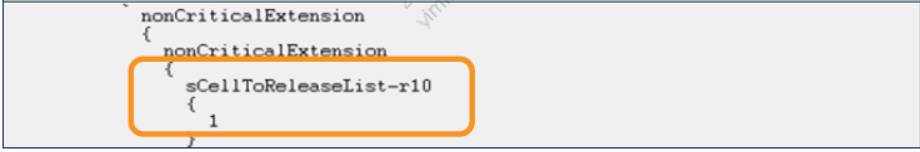 nonCriticalExtension
{
nonCriticalExtension
{
sCellToReleaseList-r10
{
1
}